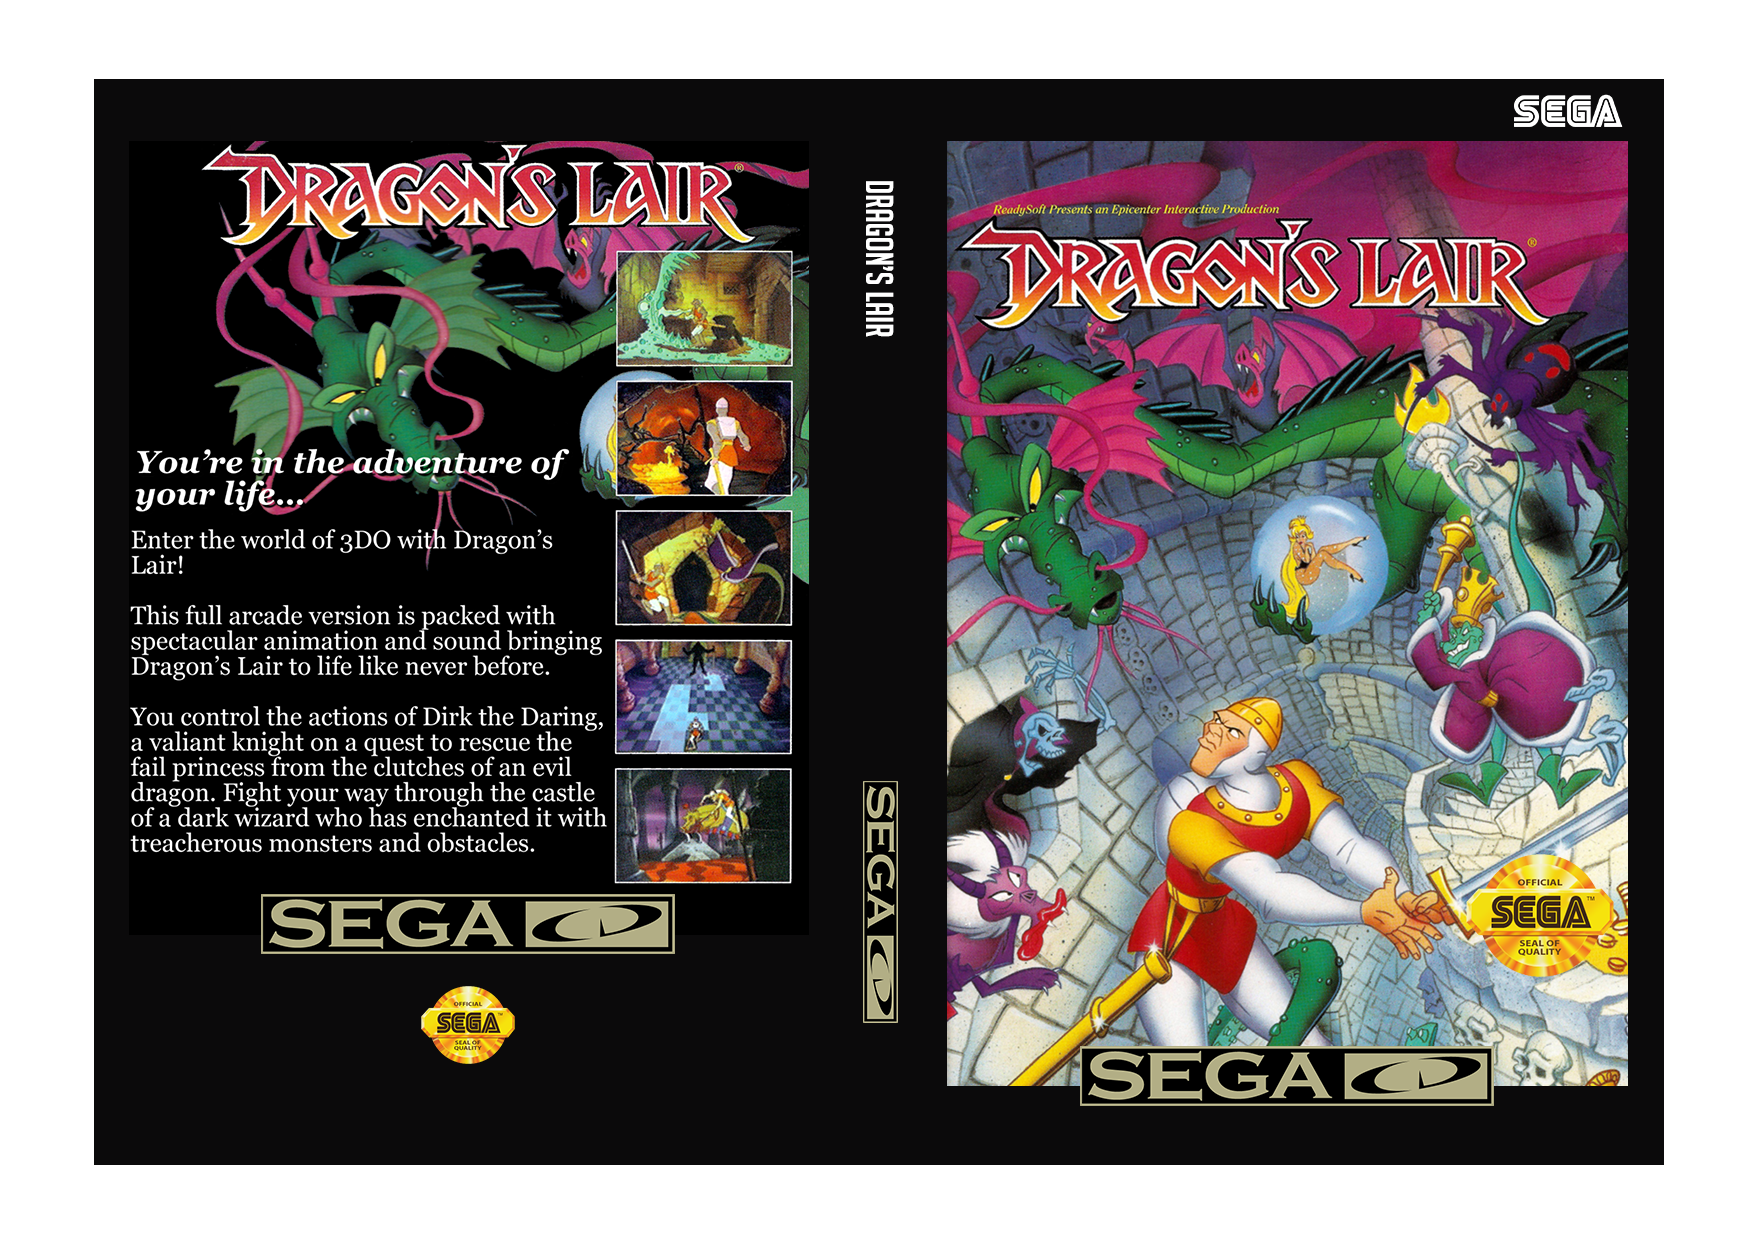 DRAGON'S LAIR®
You're in the adventure of
your life...
Enter the world of 3DO with Dragon's
Lair!
This full arcade version is packed with
spectacular animation and sound bringing
Dragon's Lair to life like never before.
You control the actions of Dirk the Daring,
a valiant knight on a quest to rescue the
fail princess from the clutches of an evil
dragon. Fight your way through the castle
of a dark wizard who has enchanted it with
treacherous monsters and obstacles.
SEGA CD
OFFICIAL
SEGA™
SEAL OF
QUALITY
DRAGON'S LAIR
SEGA CD
SEGA
ReadySoft Presents an Epicenter Interactive Production
DRAGON'S LAIR®
OFFICIAL
SEGA™
SEAL OF
QUALITY
SEGA CD